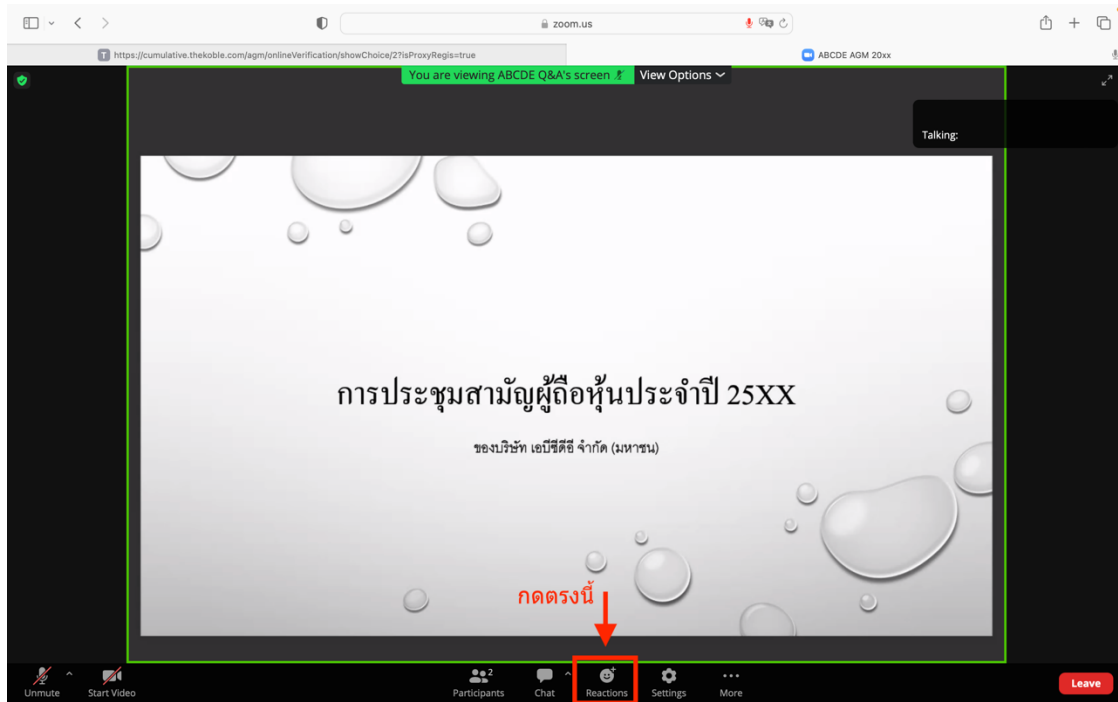 zoom.us
https://cumulative.thekoble.com/agm/onlineVerification/showChoice/2?isProxyRegis=true
ABCDE AGM 20xx
You are viewing ABCDE Q&A's screen
View Options
Talking:
การประชุมสามัญผู้ถือหุ้นประจำปี 25XX
ของบริษัท เอบีซีดีอี จำกัด (มหาชน)
กดตรงนี้
2
Unmute
Start Video
Participants
Chat
Reactions
Settings
More
Leave